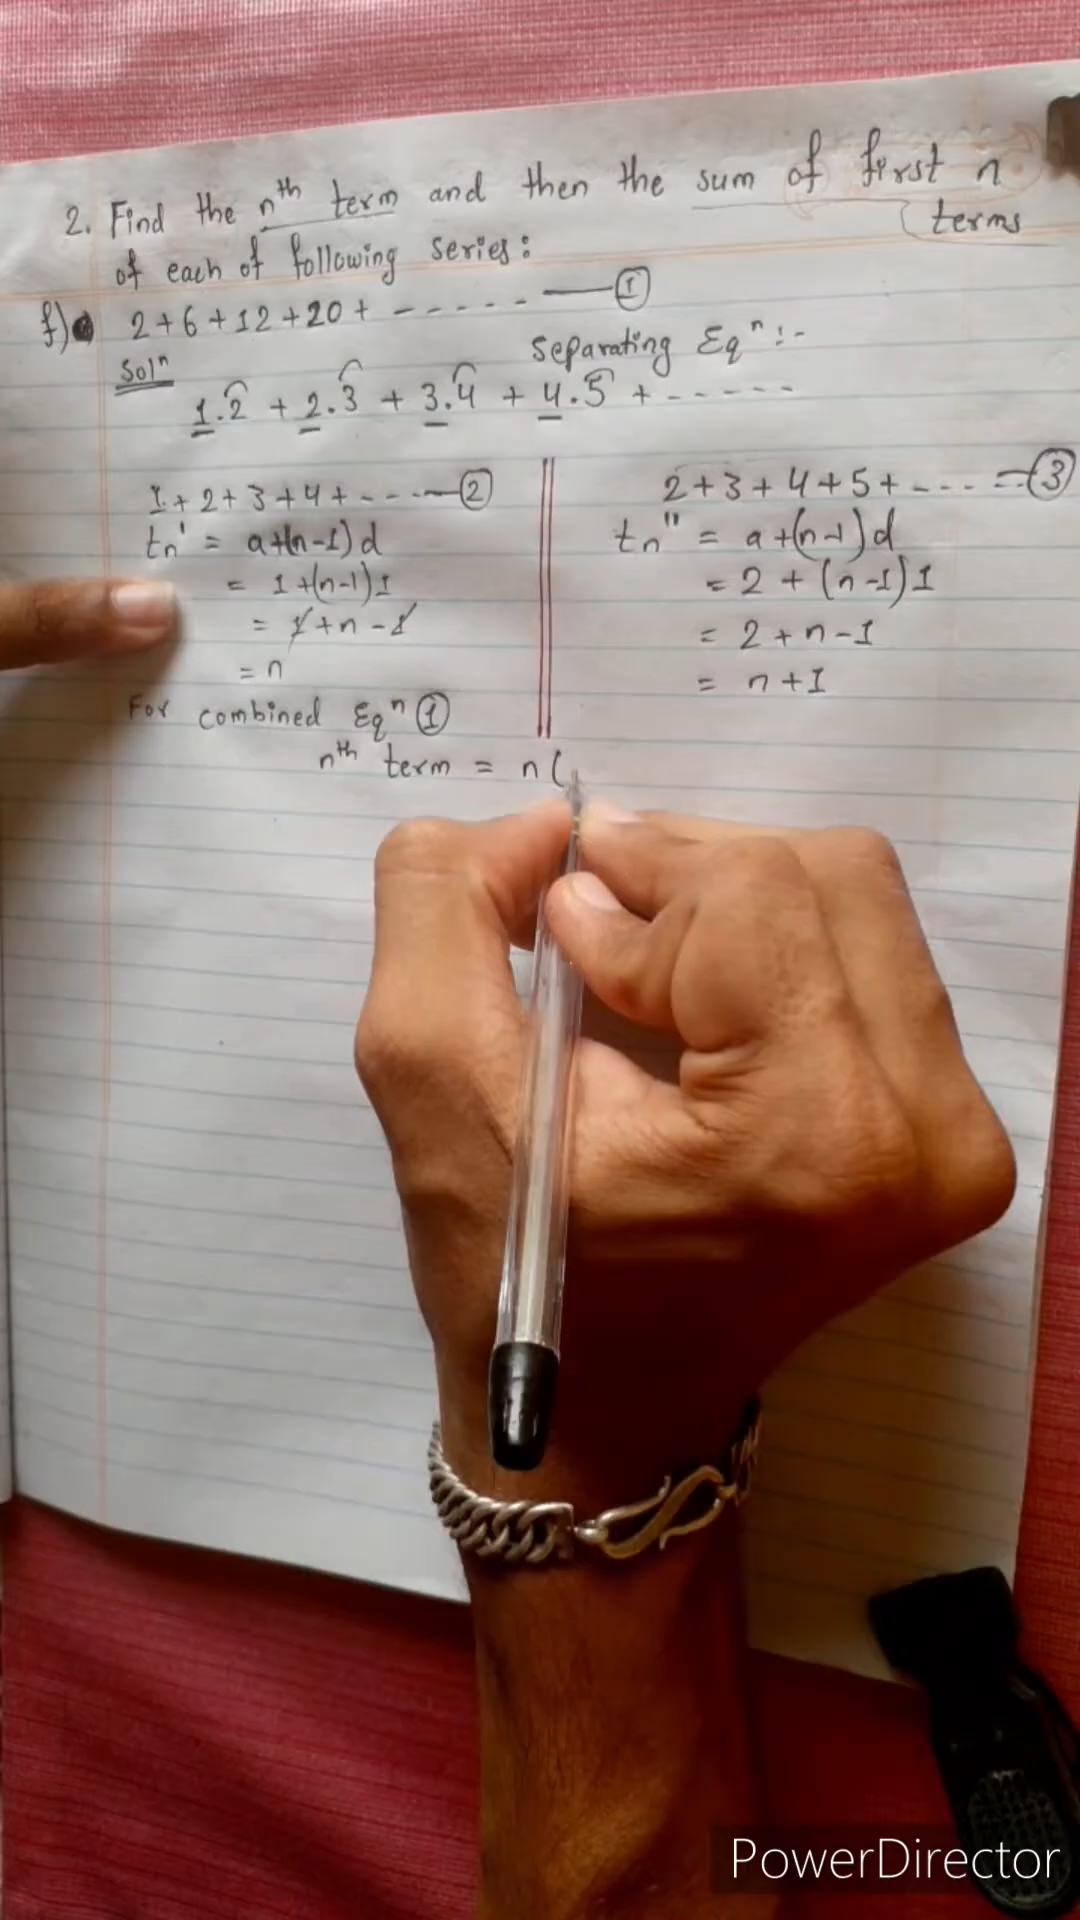 2. Find the nth term and then the sum of first n
terms
of each of following series:
f) 2+6+12+20+ ----- —①
Solⁿ
Separating Eqⁿ :-
1.2 + 2.3 + 3.4 + 4.5 + -----
1+2+3+4+ ---- —②
tn' = a+(n-1)d
= 1+(n-1)1
= 1+n-1
= n
2+3+4+5+ --- —③
tn" = a+(n-1)d
= 2+(n-1)1
= 2+n-1
= n+1
For combined Eqⁿ ①
nth term = n(
PowerDirector